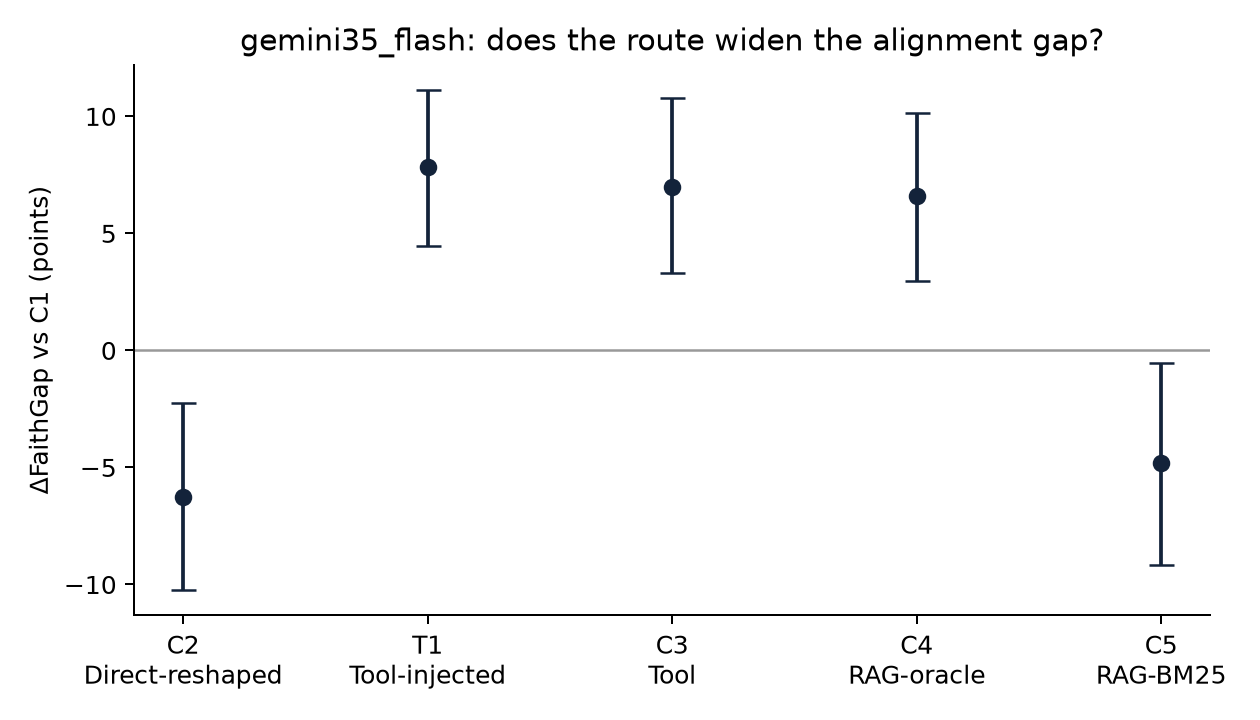 gemini35_flash: does the route widen the alignment gap?
ΔFaithGap vs C1 (points)
10
5
0
−5
−10
C2
Direct-reshaped
T1
Tool-injected
C3
Tool
C4
RAG-oracle
C5
RAG-BM25